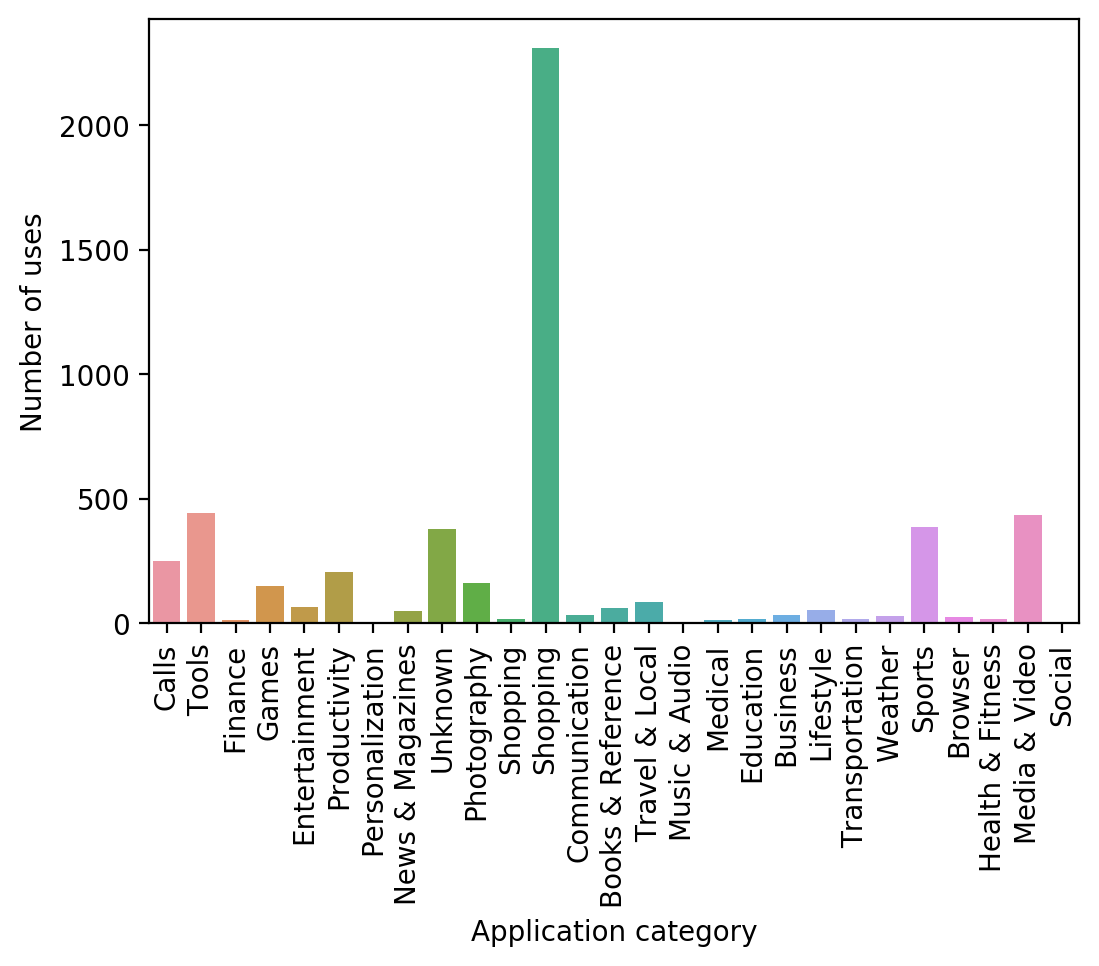 Number of uses
2000
1500
1000
500
0
Calls
Tools
Finance
Games
Entertainment
Productivity
Personalization
News & Magazines
Unknown
Photography
Shopping
Shopping
Communication
Books & Reference
Travel & Local
Music & Audio
Medical
Education
Business
Lifestyle
Transportation
Weather
Sports
Browser
Health & Fitness
Media & Video
Social
Application category